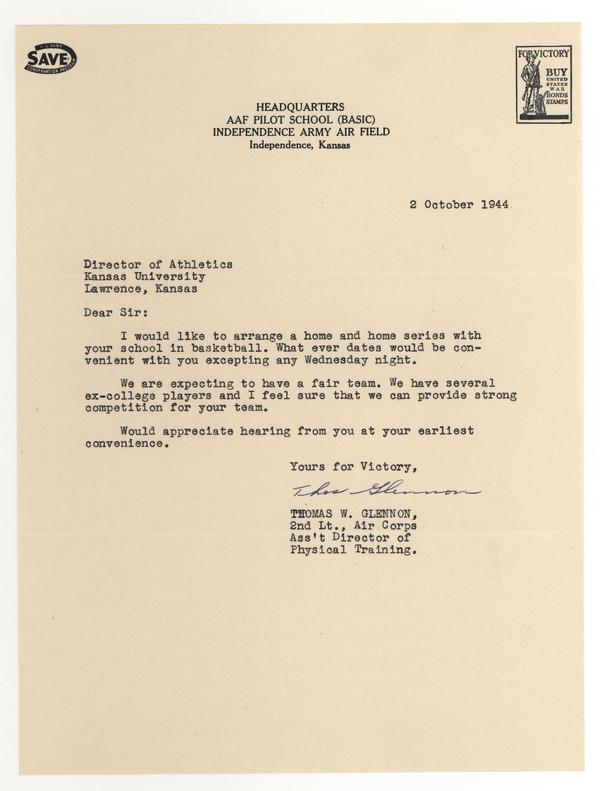 U.S. ARMY
SAVE
CONSERVATION PROGRAM
FOR VICTORY
BUY
UNITED
STATES
WAR
BONDS
STAMPS
HEADQUARTERS
AAF PILOT SCHOOL (BASIC)
INDEPENDENCE ARMY AIR FIELD
Independence, Kansas
2 October 1944
Director of Athletics
Kansas University
Lawrence, Kansas
Dear Sir:
I would like to arrange a home and home series with
your school in basketball. What ever dates would be con-
venient with you excepting any Wednesday night.
We are expecting to have a fair team. We have several
ex-college players and I feel sure that we can provide strong
competition for your team.
Would appreciate hearing from you at your earliest
convenience.
Yours for Victory,
Thos Glennon
THOMAS W. GLENNON,
2nd Lt., Air Corps
Ass't Director of
Physical Training.